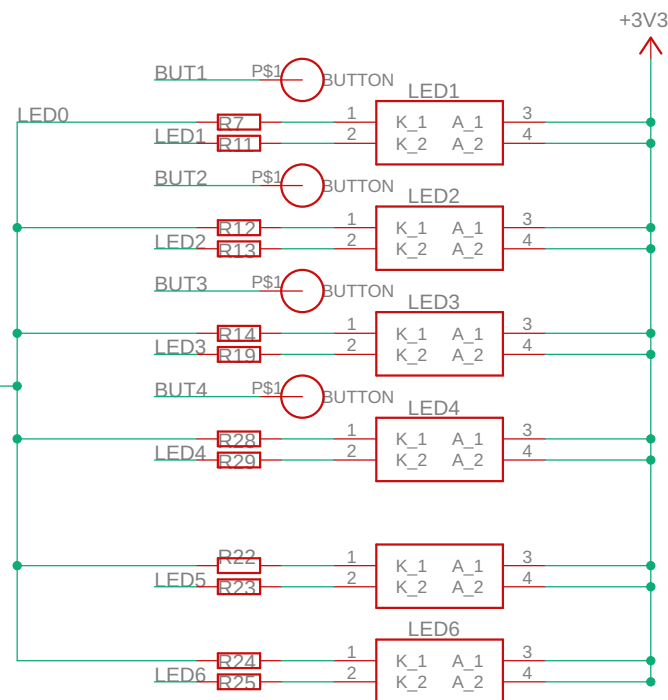 +3V3
BUT1 P$1 BUTTON
LED1
LED0 R7 1 K_1 A_1 3
LED1 R11 2 K_2 A_2 4
BUT2 P$1 BUTTON
LED2
R12 1 K_1 A_1 3
LED2 R13 2 K_2 A_2 4
BUT3 P$1 BUTTON
LED3
R14 1 K_1 A_1 3
LED3 R19 2 K_2 A_2 4
BUT4 P$1 BUTTON
LED4
R28 1 K_1 A_1 3
LED4 R29 2 K_2 A_2 4
R22 1 K_1 A_1 3
LED5 R23 2 K_2 A_2 4
LED6
R24 1 K_1 A_1 3
LED6 R25 2 K_2 A_2 4